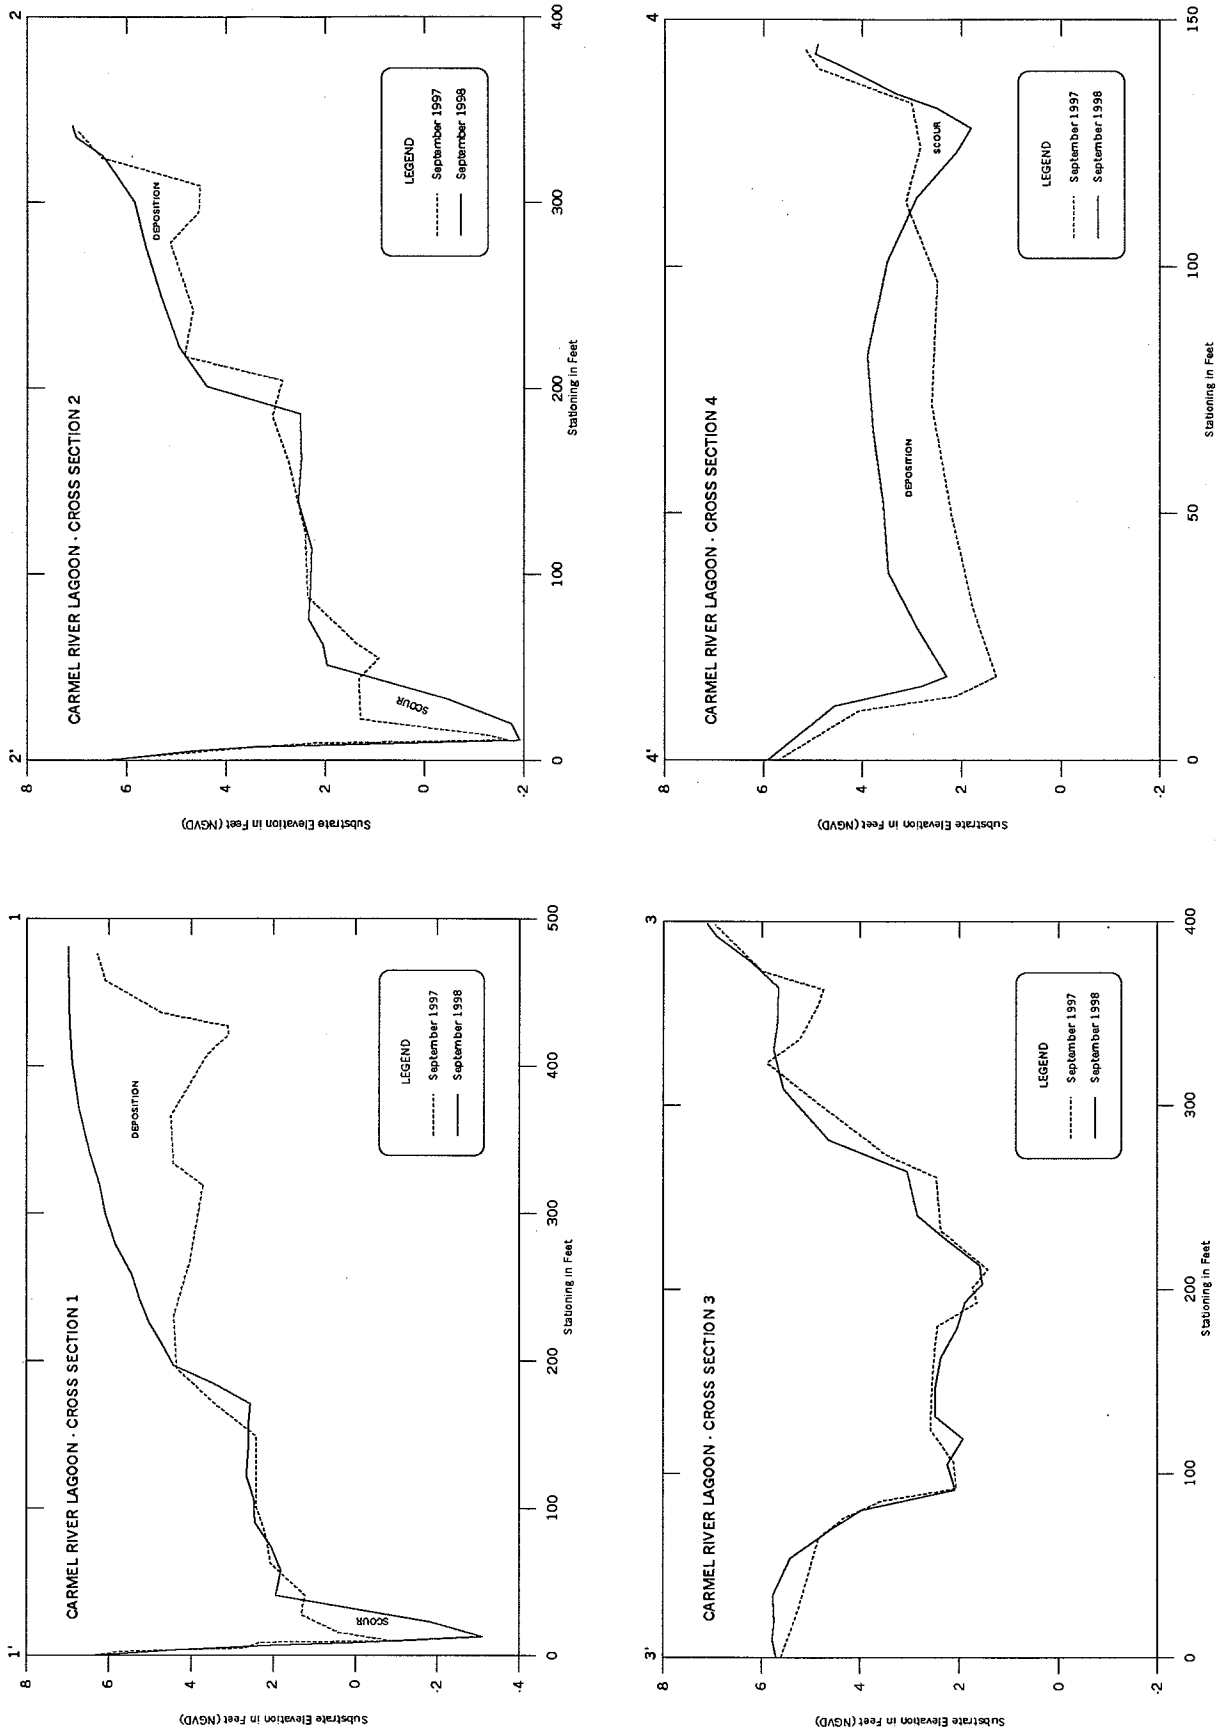 1'
1
CARMEL RIVER LAGOON · CROSS SECTION 1
DEPOSITION
SCOUR
LEGEND
September 1997
September 1998
8
6
4
2
0
-2
-4
Substrate Elevation in Feet (NGVD)
0
100
200
300
400
500
Stationing in Feet
2'
2
CARMEL RIVER LAGOON · CROSS SECTION 2
DEPOSITION
SCOUR
LEGEND
September 1997
September 1998
8
6
4
2
0
-2
Substrate Elevation in Feet (NGVD)
0
100
200
300
400
Stationing in Feet
3'
3
CARMEL RIVER LAGOON · CROSS SECTION 3
LEGEND
September 1997
September 1998
8
6
4
2
0
-2
Substrate Elevation in Feet (NGVD)
0
100
200
300
400
Stationing in Feet
4'
4
CARMEL RIVER LAGOON · CROSS SECTION 4
DEPOSITION
SCOUR
LEGEND
September 1997
September 1998
8
6
4
2
0
-2
Substrate Elevation in Feet (NGVD)
0
50
100
150
Stationing in Feet